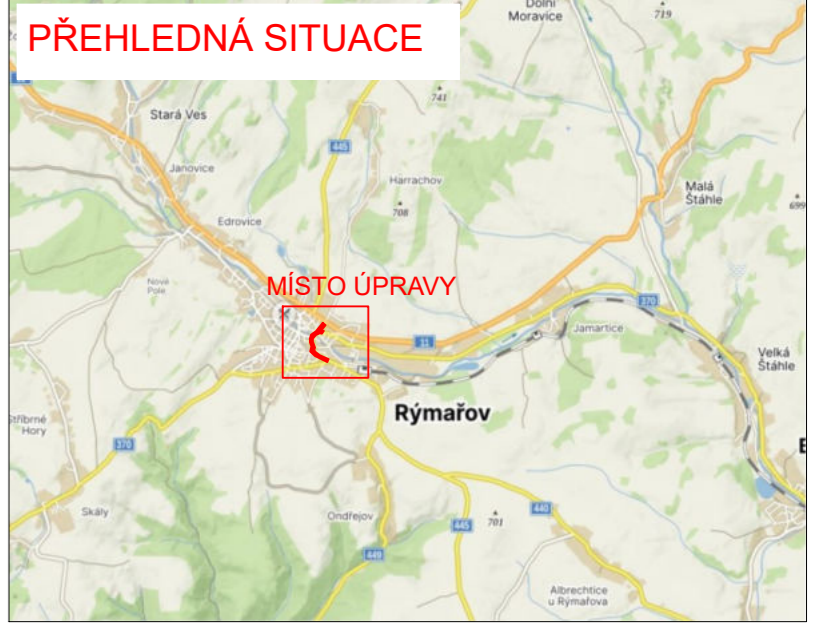 PŘEHLEDNÁ SITUACE
Dolní
Moravice
719
741
Stará Ves
445
Janovice
Harrachov
708
Malá
Štáhle
699
Edrovice
Nové
Pole
MÍSTO ÚPRAVY
370
11
Jamartice
Velká
Štáhle
Rýmařov
Stříbrné
Hory
370
Skály
Ondřejov
445
701
440
449
Albrechtice
u Rýmařova